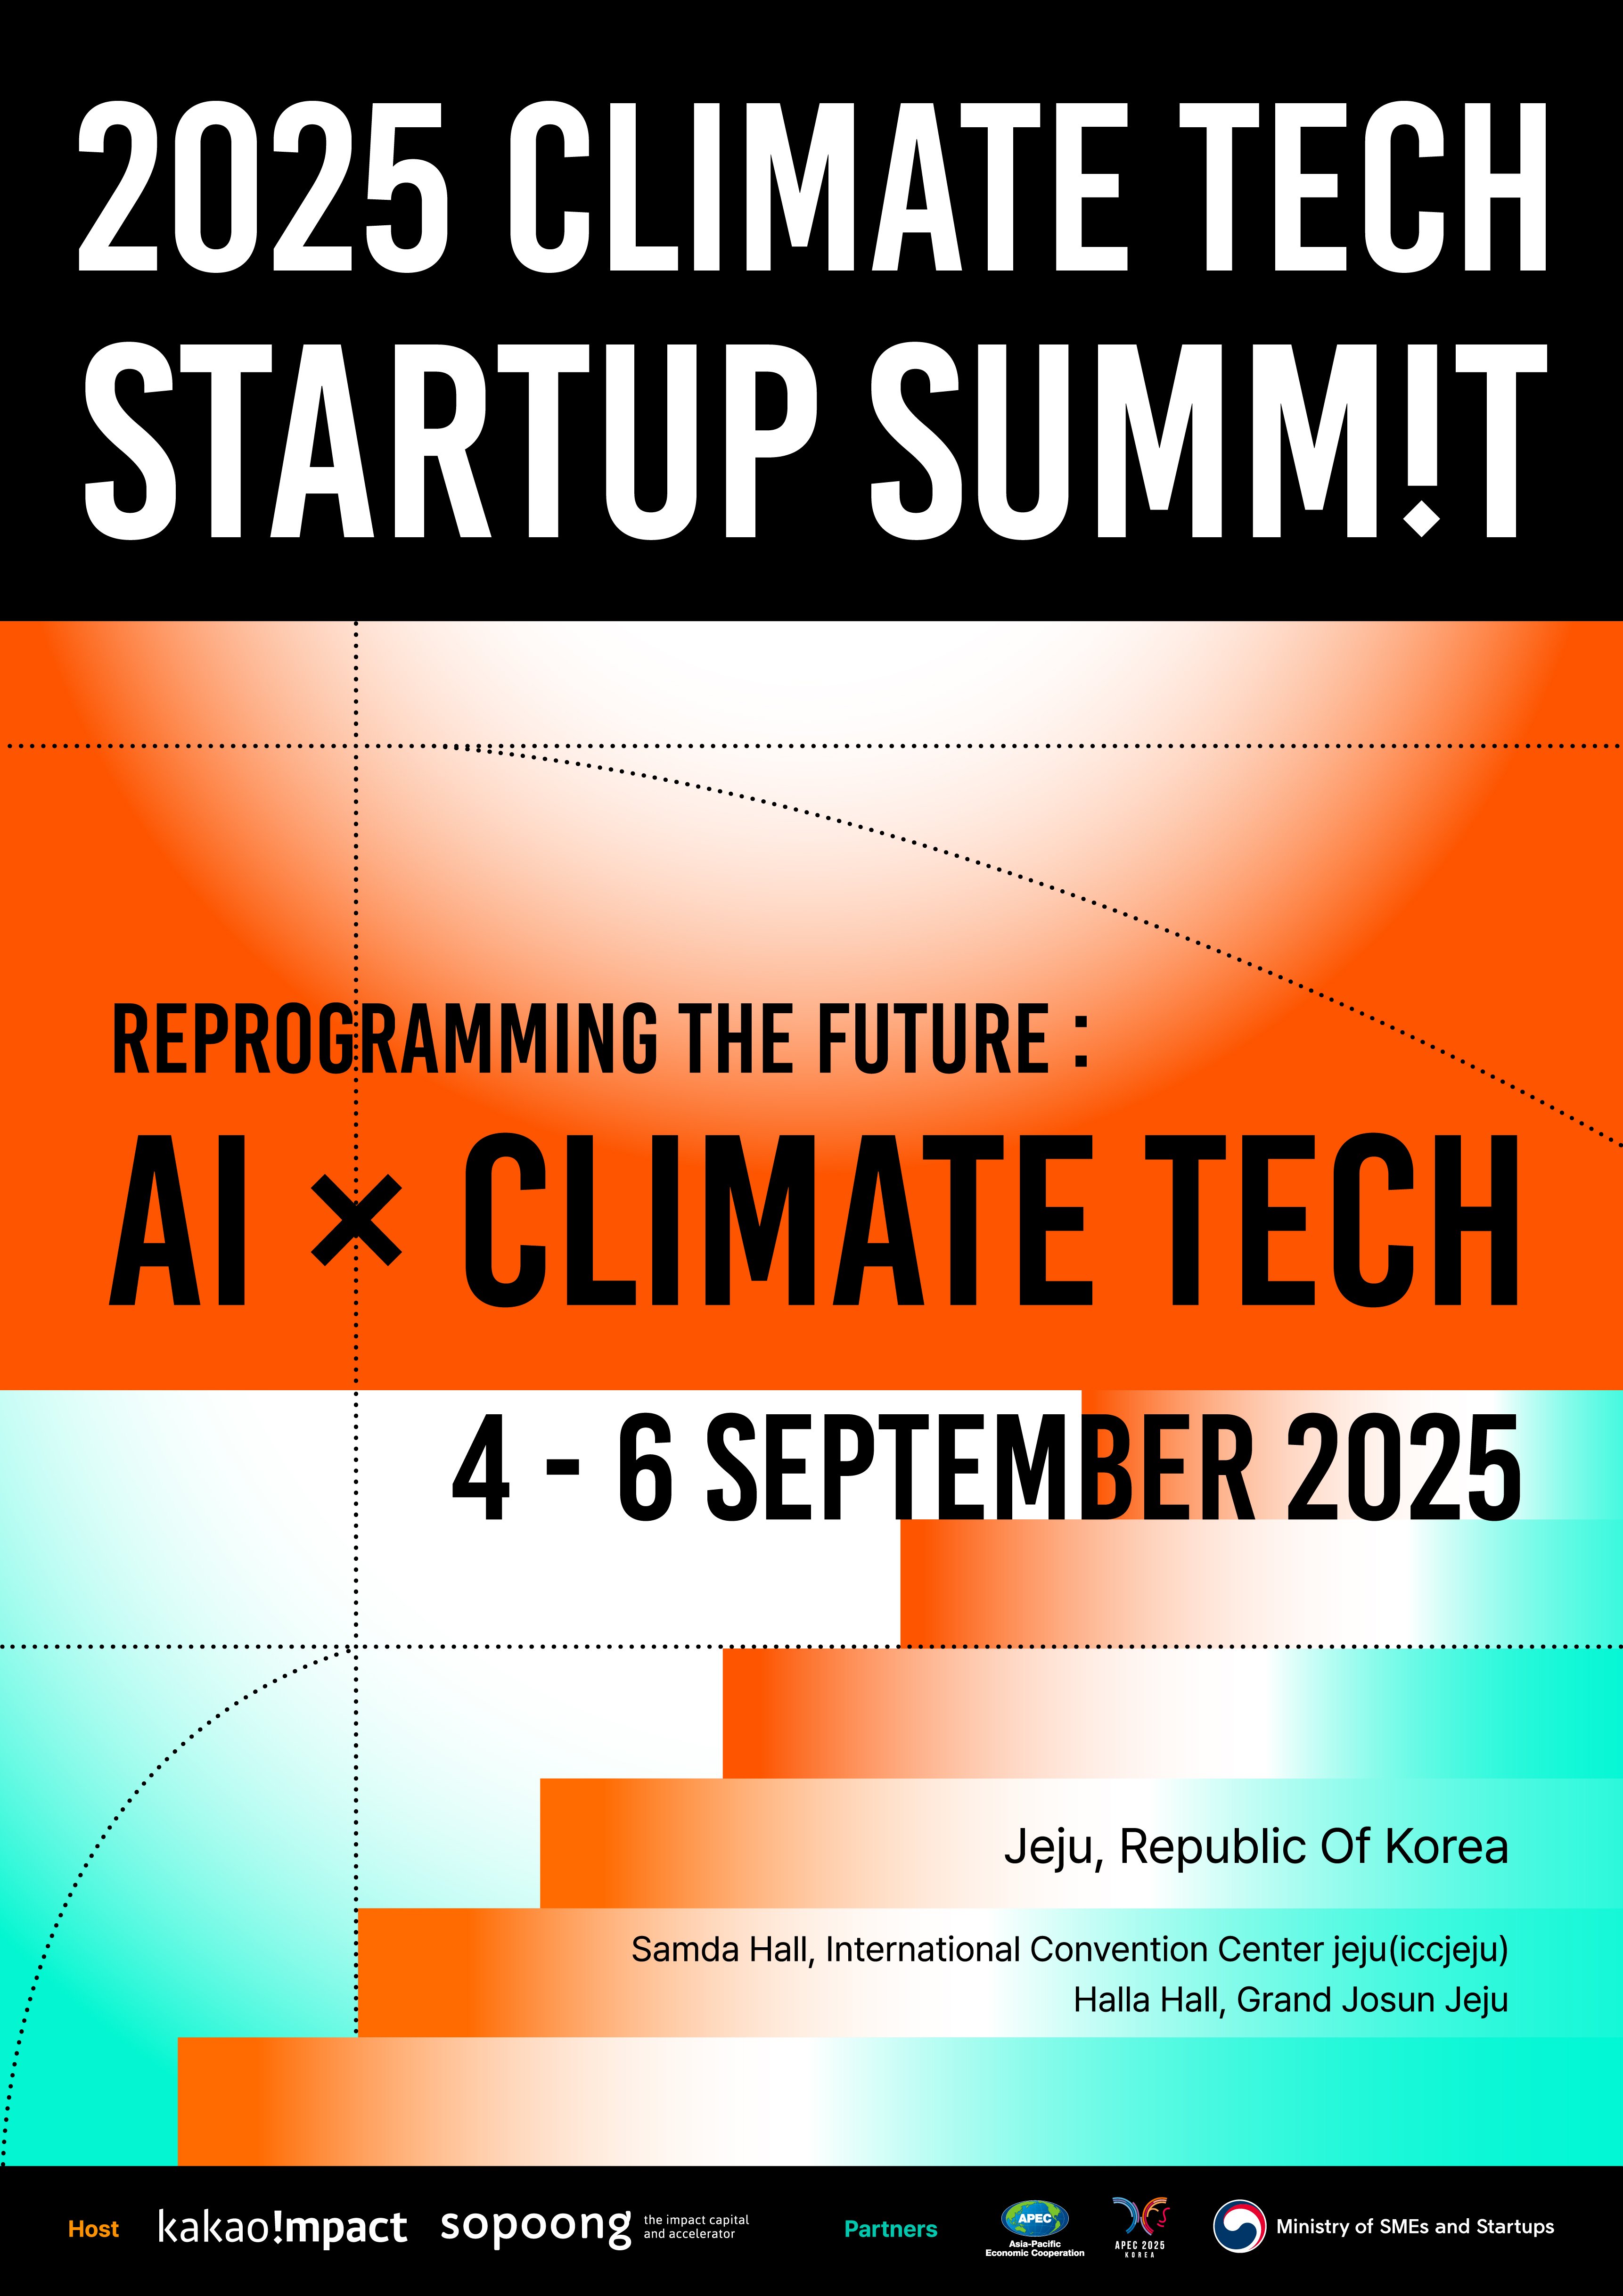 2025 CLIMATE TECH
STARTUP SUMM!T
REPROGRAMMING THE FUTURE :
AI × CLIMATE TECH
4 - 6 SEPTEMBER 2025
Jeju, Republic Of Korea
Samda Hall, International Convention Center jeju(iccjeju)
Halla Hall, Grand Josun Jeju
Host
kakao!mpact
sopoong
the impact capital
and accelerator
Partners
APEC
Asia-Pacific
Economic Cooperation
APEC 2025
KOREA
Ministry of SMEs and Startups